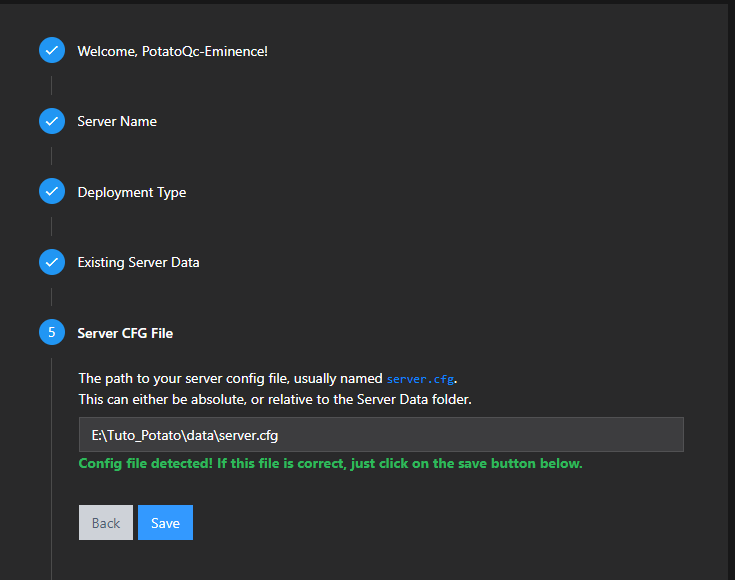 Welcome, PotatoQc-Eminence!
Server Name
Deployment Type
Existing Server Data
5 Server CFG File
The path to your server config file, usually named server.cfg.
This can either be absolute, or relative to the Server Data folder.
E:\Tuto_Potato\data\server.cfg
Config file detected! If this file is correct, just click on the save button below.
Back Save